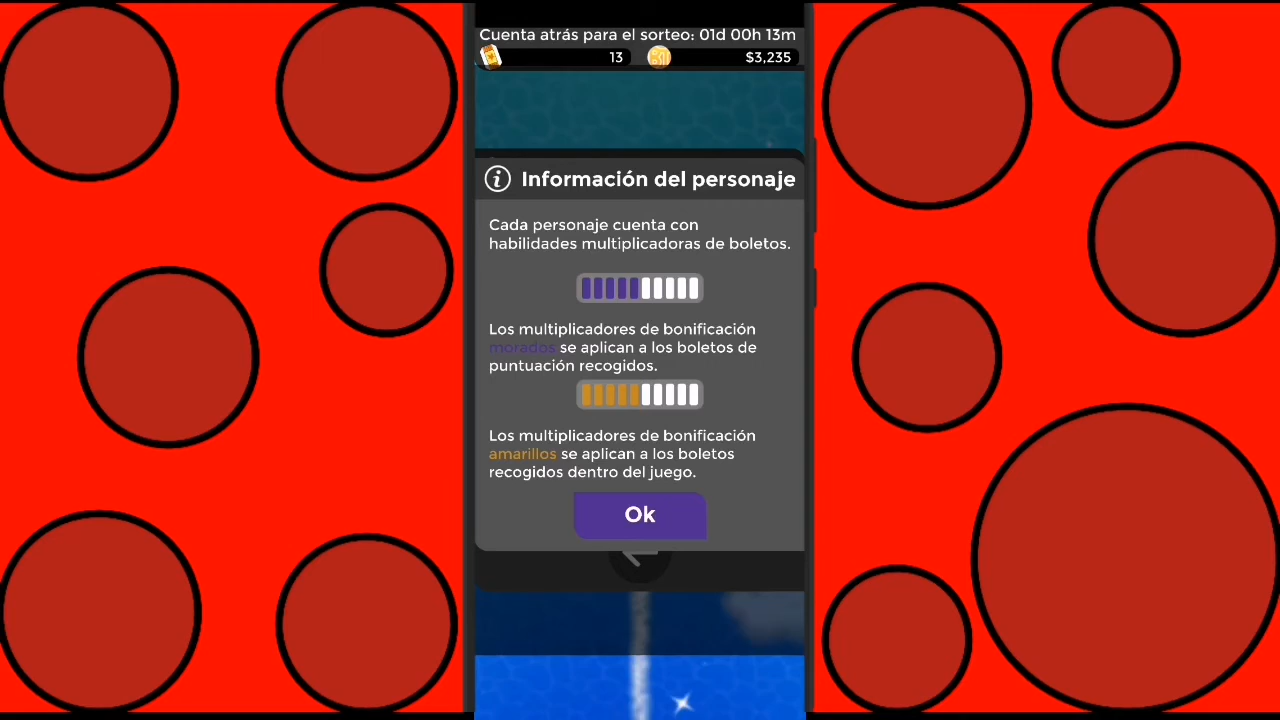 Cuenta atrás para el sorteo: 01d 00h 13m
13 $3,235
Información del personaje
Cada personaje cuenta con
habilidades multiplicadoras de boletos.
Los multiplicadores de bonificación
morados se aplican a los boletos de
puntuación recogidos.
Los multiplicadores de bonificación
amarillos se aplican a los boletos
recogidos dentro del juego.
Ok